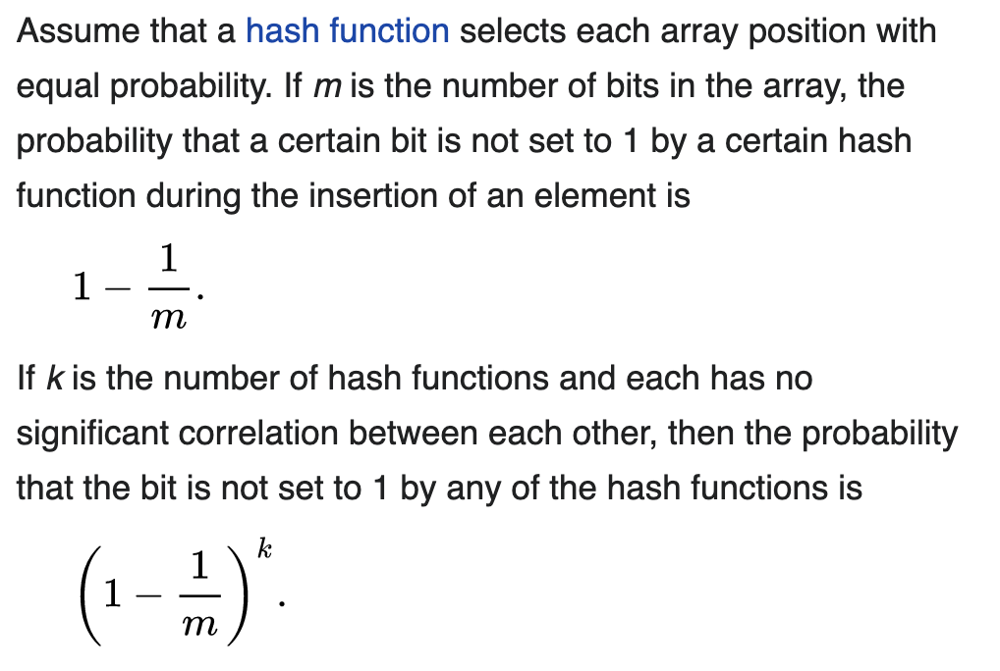 Assume that a hash function selects each array position with
equal probability. If m is the number of bits in the array, the
probability that a certain bit is not set to 1 by a certain hash
function during the insertion of an element is
1 − 1/m.
If k is the number of hash functions and each has no
significant correlation between each other, then the probability
that the bit is not set to 1 by any of the hash functions is
(1 − 1/m)^k.